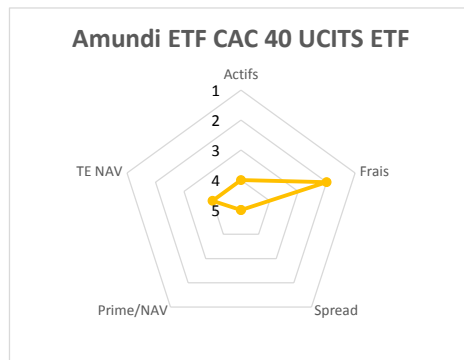 Amundi ETF CAC 40 UCITS ETF
Actifs
1
2
3
4
5
TE NAV
Frais
Prime/NAV
Spread